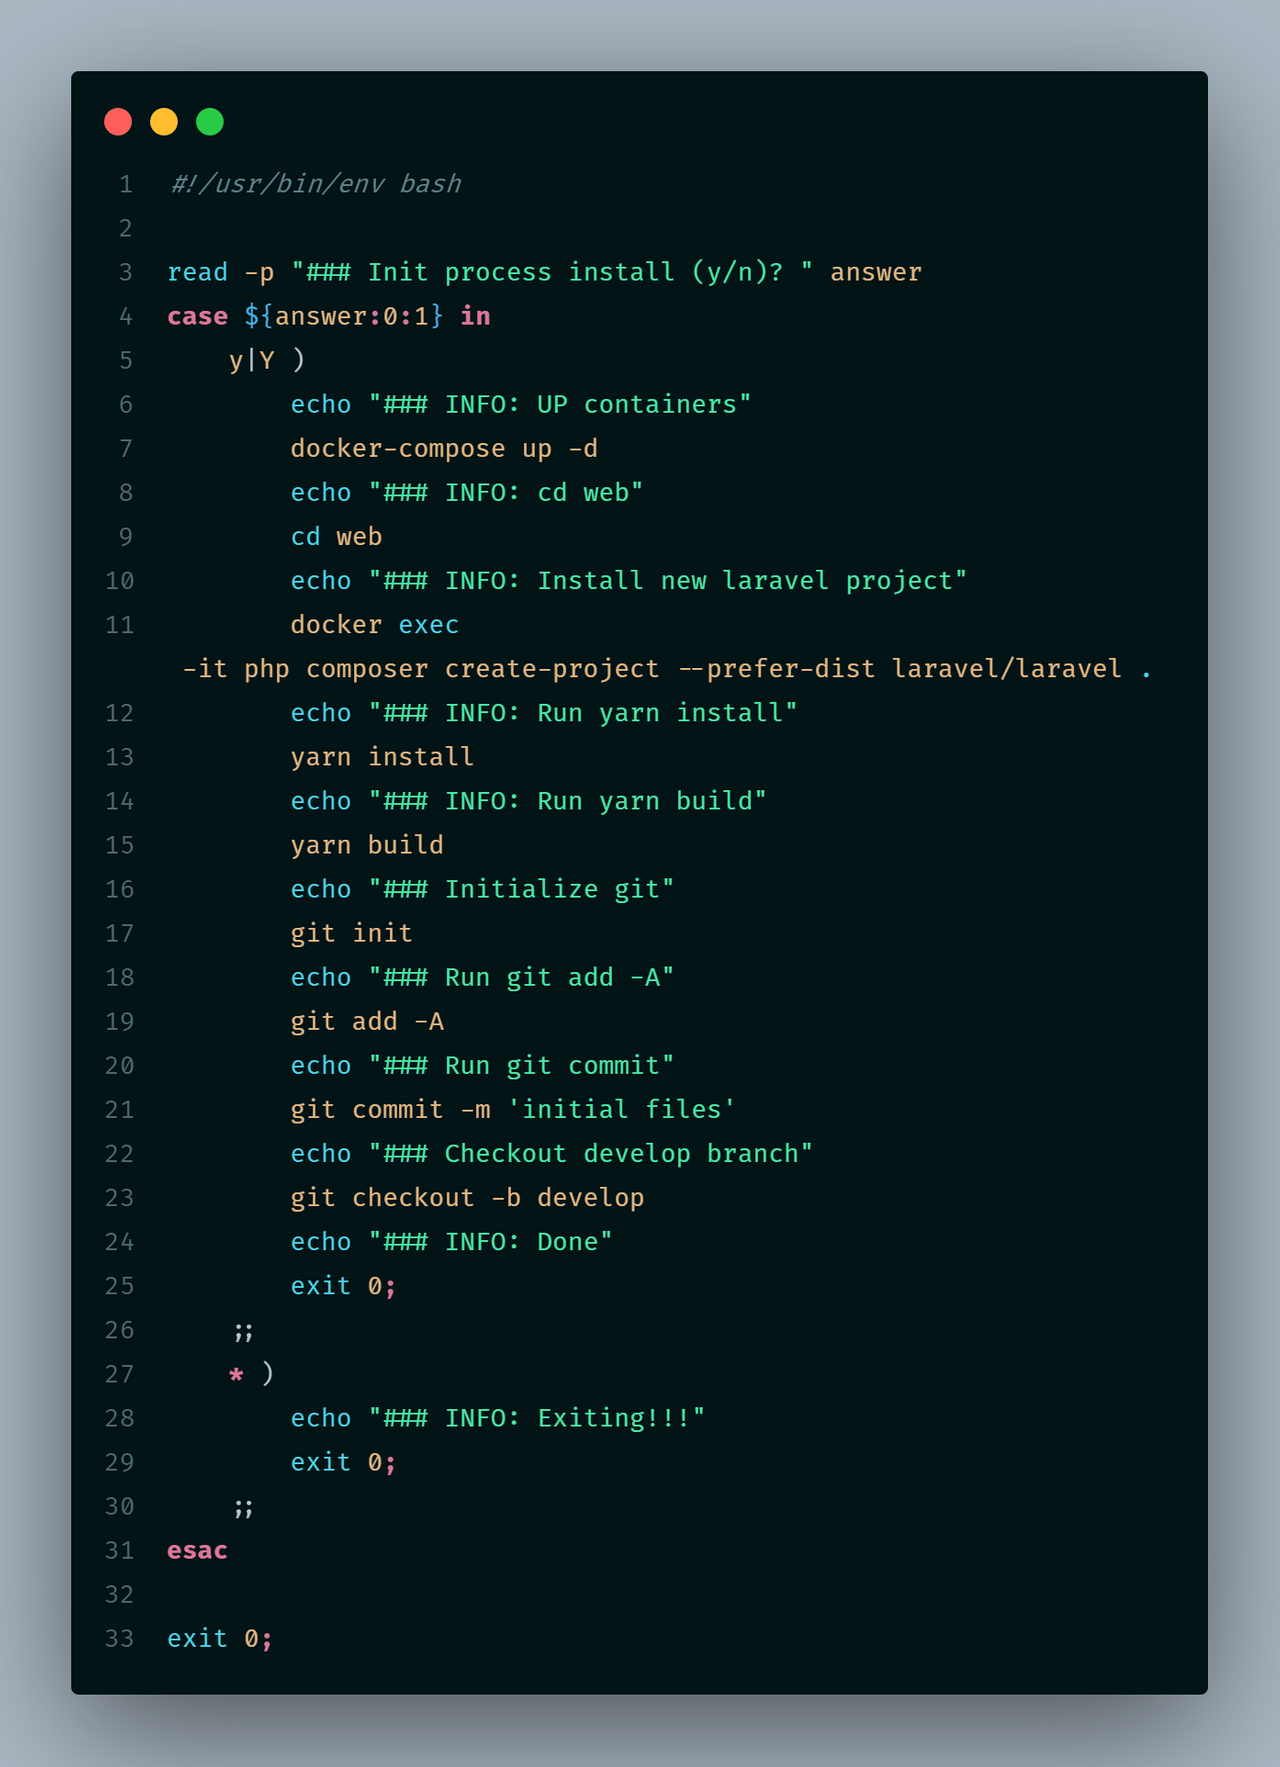 1 #!/usr/bin/env bash
2
3 read -p "### Init process install (y/n)? " answer
4 case ${answer:0:1} in
5     y|Y )
6         echo "### INFO: UP containers"
7         docker-compose up -d
8         echo "### INFO: cd web"
9         cd web
10         echo "### INFO: Install new laravel project"
11         docker exec
 -it php composer create-project --prefer-dist laravel/laravel .
12         echo "### INFO: Run yarn install"
13         yarn install
14         echo "### INFO: Run yarn build"
15         yarn build
16         echo "### Initialize git"
17         git init
18         echo "### Run git add -A"
19         git add -A
20         echo "### Run git commit"
21         git commit -m 'initial files'
22         echo "### Checkout develop branch"
23         git checkout -b develop
24         echo "### INFO: Done"
25         exit 0;
26     ;;
27     * )
28         echo "### INFO: Exiting!!!"
29         exit 0;
30     ;;
31 esac
32
33 exit 0;